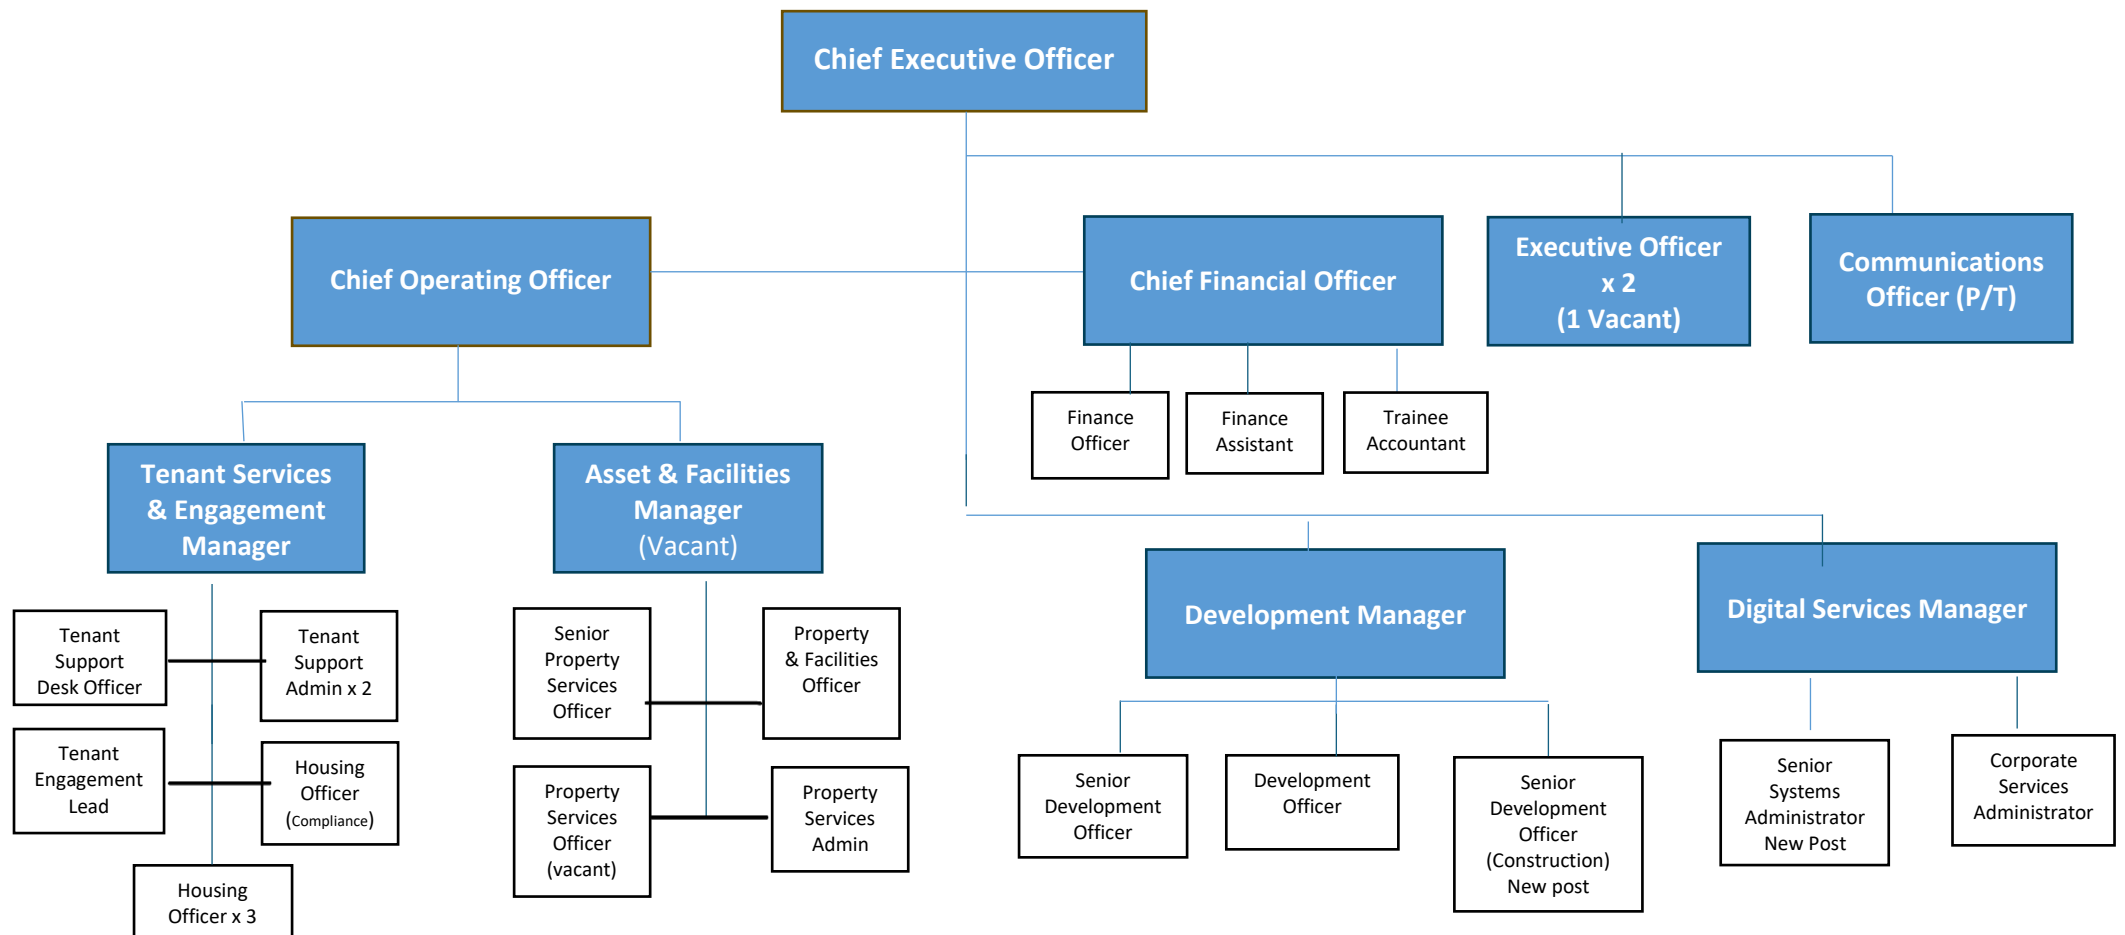 Chief Executive Officer
Chief Operating Officer
Chief Financial Officer
Executive Officer
x 2
(1 Vacant)
Communications
Officer (P/T)
Finance
Officer
Finance
Assistant
Trainee
Accountant
Tenant Services
& Engagement
Manager
Asset & Facilities
Manager
(Vacant)
Development Manager
Digital Services Manager
Tenant
Support
Desk Officer
Tenant
Support
Admin x 2
Tenant
Engagement
Lead
Housing
Officer
(Compliance)
Housing
Officer x 3
Senior
Property
Services
Officer
Property
& Facilities
Officer
Property
Services
Officer
(vacant)
Property
Services
Admin
Senior
Development
Officer
Development
Officer
Senior
Development
Officer
(Construction)
New post
Senior
Systems
Administrator
New Post
Corporate
Services
Administrator